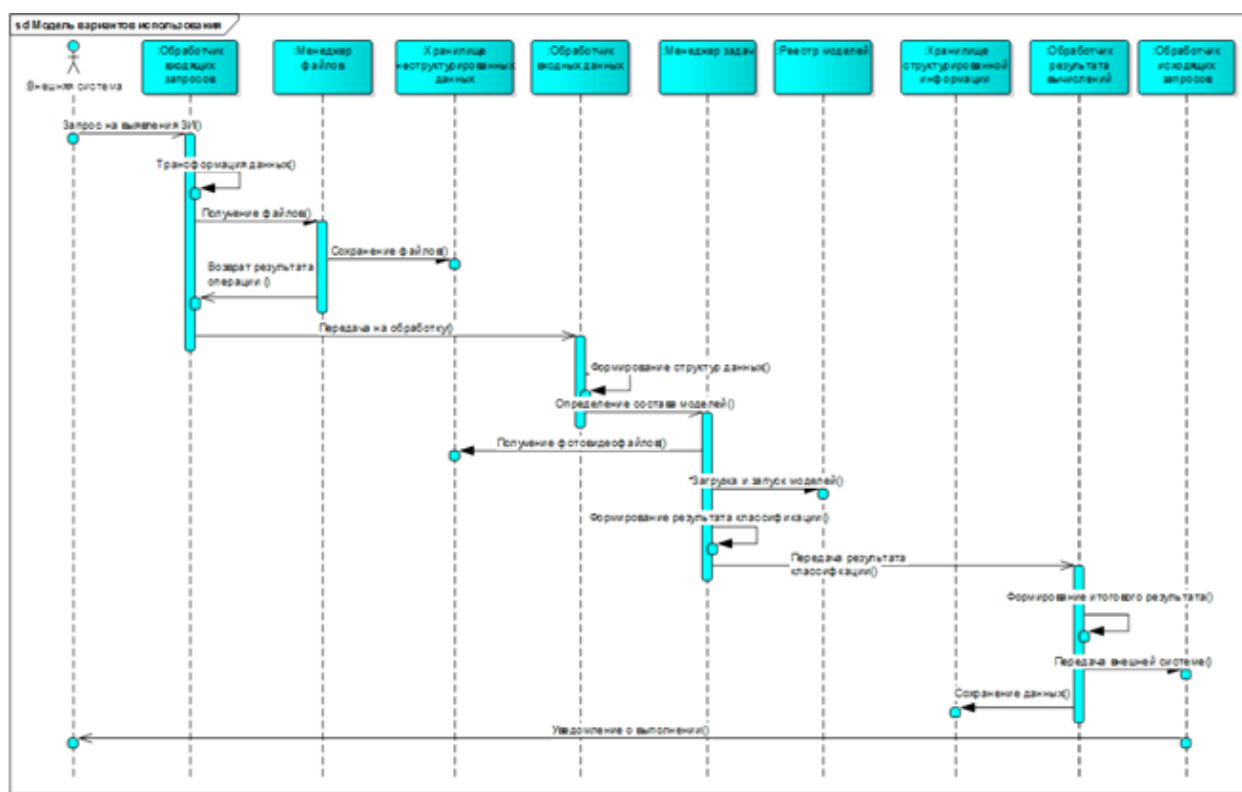 sd Модель вариантов использования
:Внешняя система
:Обработчик
входящих
запросов
:Менеджер
файлов
:Хранилище
неструктурированных
данных
:Обработчик
входных данных
:Менеджер задач
:Реестр моделей
:Хранилище
структурированной
информации
:Обработчик
результата
вычислений
:Обработчик
исходящих
запросов
Запрос на выявления ЗИ()
Трансформация данных()
Получение файлов()
Сохранение файлов()
Возврат результата
операции ()
Передача на обработку()
Формирование структур данных()
Определение состава моделей()
Получение фотовидеофайлов()
*Загрузка и запуск моделей()
Формирование результата классификации()
Передача результата
классификации()
Формирование итогового результата()
Передача внешней системе()
Сохранение данных()
Уведомление о выполнении()